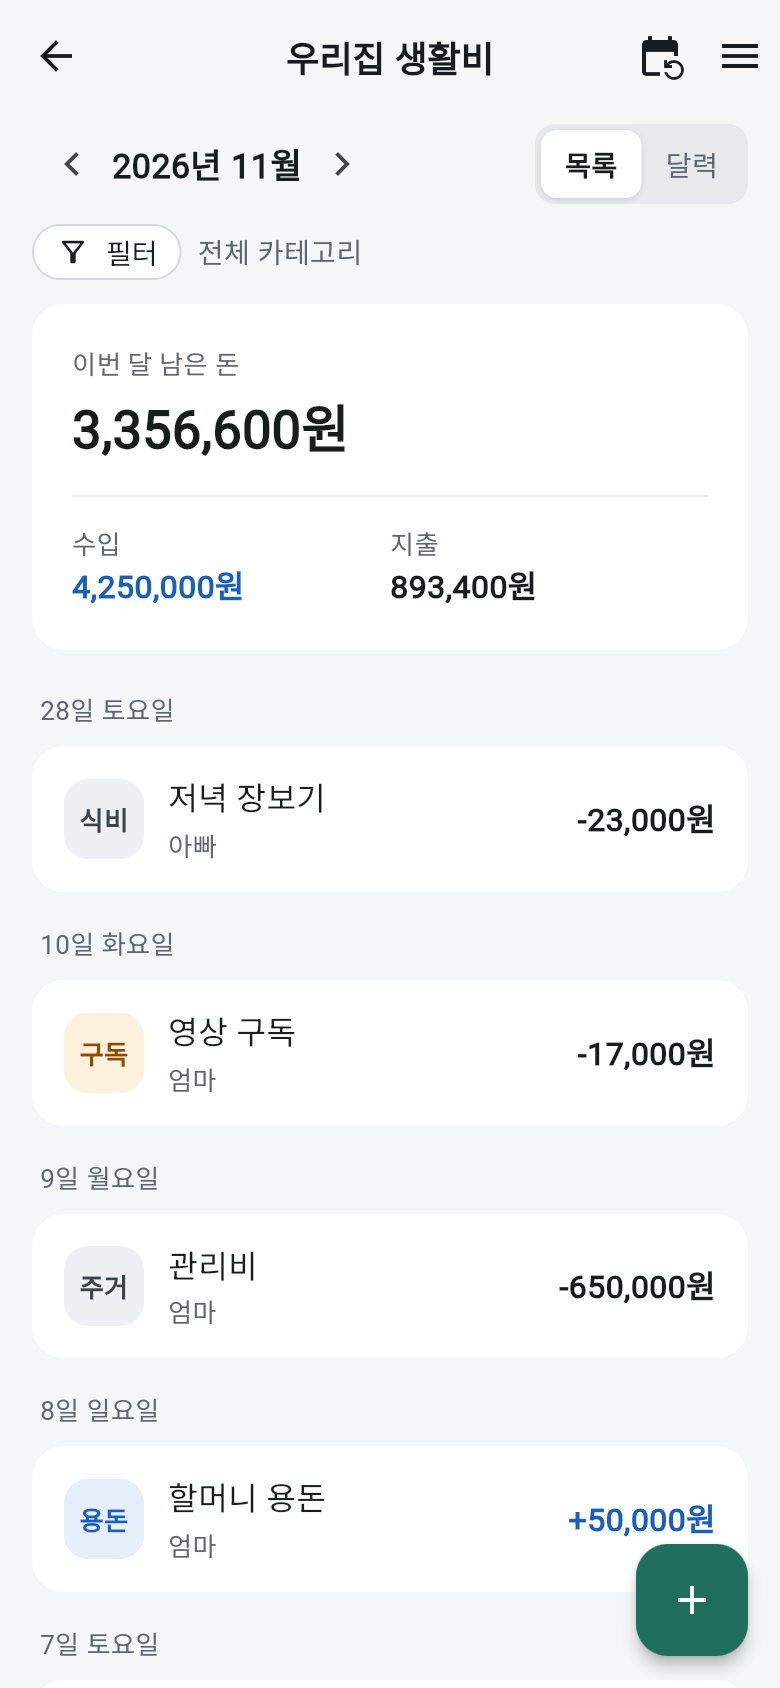 우리집 생활비
2026년 11월
목록
달력
필터
전체 카테고리
이번 달 남은 돈
3,356,600원
수입
지출
4,250,000원
893,400원
28일 토요일
식비
저녁 장보기
아빠
-23,000원
10일 화요일
구독
영상 구독
엄마
-17,000원
9일 월요일
주거
관리비
엄마
-650,000원
8일 일요일
용돈
할머니 용돈
엄마
+50,000원
7일 토요일